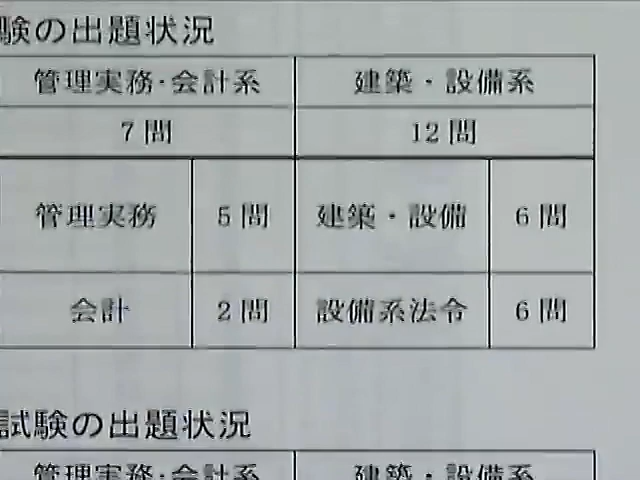 験の出題状況
管理実務・会計系 建築・設備系
7問 12問
管理実務 5問 建築・設備 6問
会計 2問 設備系法令 6問
試験の出題状況
管理実務・会計系 建築・設備系